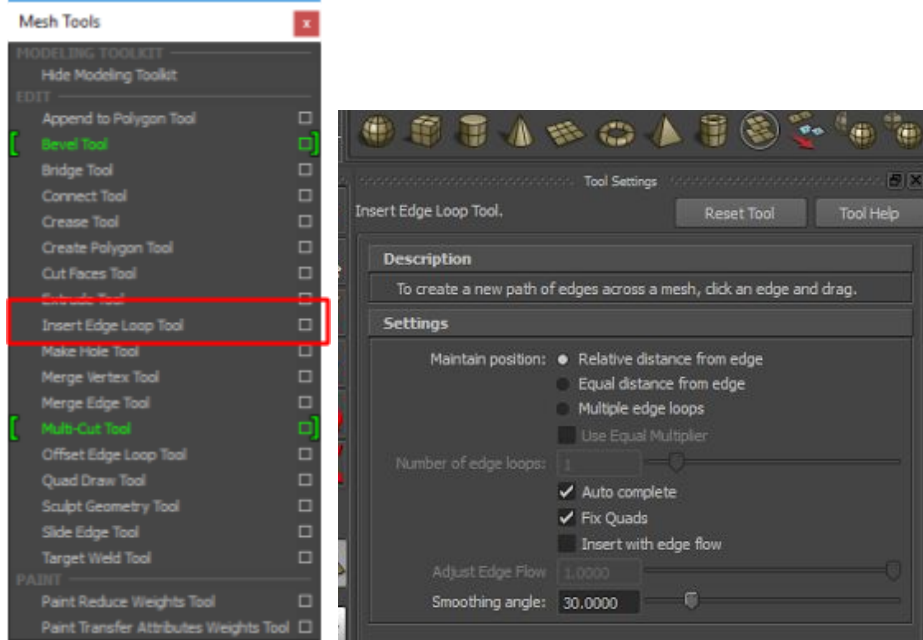 Mesh Tools
x
MODELING TOOLKIT
Hide Modeling Toolkit
EDIT
Append to Polygon Tool
Bevel Tool
Bridge Tool
Connect Tool
Crease Tool
Create Polygon Tool
Cut Faces Tool
Extrude Tool
Insert Edge Loop Tool
Make Hole Tool
Merge Vertex Tool
Merge Edge Tool
Multi-Cut Tool
Offset Edge Loop Tool
Quad Draw Tool
Sculpt Geometry Tool
Slide Edge Tool
Target Weld Tool
PAINT
Paint Reduce Weights Tool
Paint Transfer Attributes Weights Tool
Tool Settings
Insert Edge Loop Tool.
Reset Tool
Tool Help
Description
To create a new path of edges across a mesh, click an edge and drag.
Settings
Maintain position: Relative distance from edge
Equal distance from edge
Multiple edge loops
Use Equal Multiplier
Number of edge loops: 1
Auto complete
Fix Quads
Insert with edge flow
Adjust Edge Flow 1.0000
Smoothing angle: 30.0000